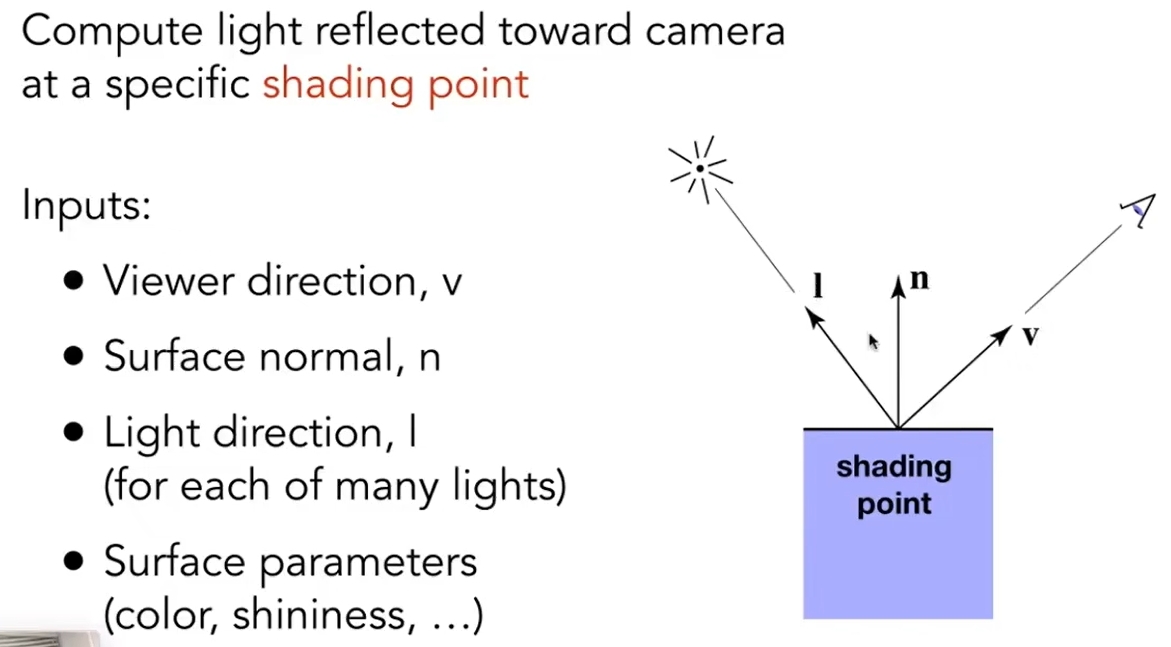 Compute light reflected toward camera
at a specific shading point
Inputs:
• Viewer direction, v
• Surface normal, n
• Light direction, l
(for each of many lights)
• Surface parameters
(color, shininess, …)
l
n
v
shading
point